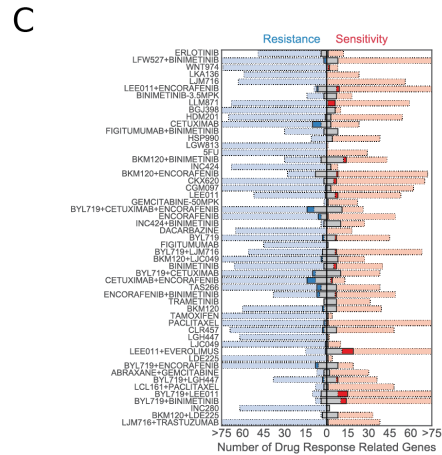 C
Resistance Sensitivity
ERLOTINIB
LFW527+BINIMETINIB
WNT974
LKA136
LJM716
LEE011+ENCORAFENIB
BINIMETINIB-3.5MPK
LLM871
BGJ398
HDM201
CETUXIMAB
FIGITUMUMAB+BINIMETINIB
HSP990
LGW813
5FU
BKM120+BINIMETINIB
INC424
BKM120+ENCORAFENIB
CKX620
CGM097
LEE011
GEMCITABINE-50MPK
BYL719+CETUXIMAB+ENCORAFENIB
ENCORAFENIB
INC424+BINIMETINIB
DACARBAZINE
BYL719
FIGITUMUMAB
BYL719+LJM716
BKM120+LJC049
BINIMETINIB
BYL719+CETUXIMAB
CETUXIMAB+ENCORAFENIB
TAS266
ENCORAFENIB+BINIMETINIB
TRAMETINIB
BKM120
TAMOXIFEN
PACLITAXEL
CLR457
LGH447
LJC049
LEE011+EVEROLIMUS
LDE225
BYL719+ENCORAFENIB
ABRAXANE+GEMCITABINE
BYL719+LGH447
LCL161+PACLITAXEL
BYL719+LEE011
BYL719+BINIMETINIB
INC280
BKM120+LDE225
LJM716+TRASTUZUMAB
>75 60 45 30 15 0 15 30 45 60 >75
Number of Drug Response Related Genes